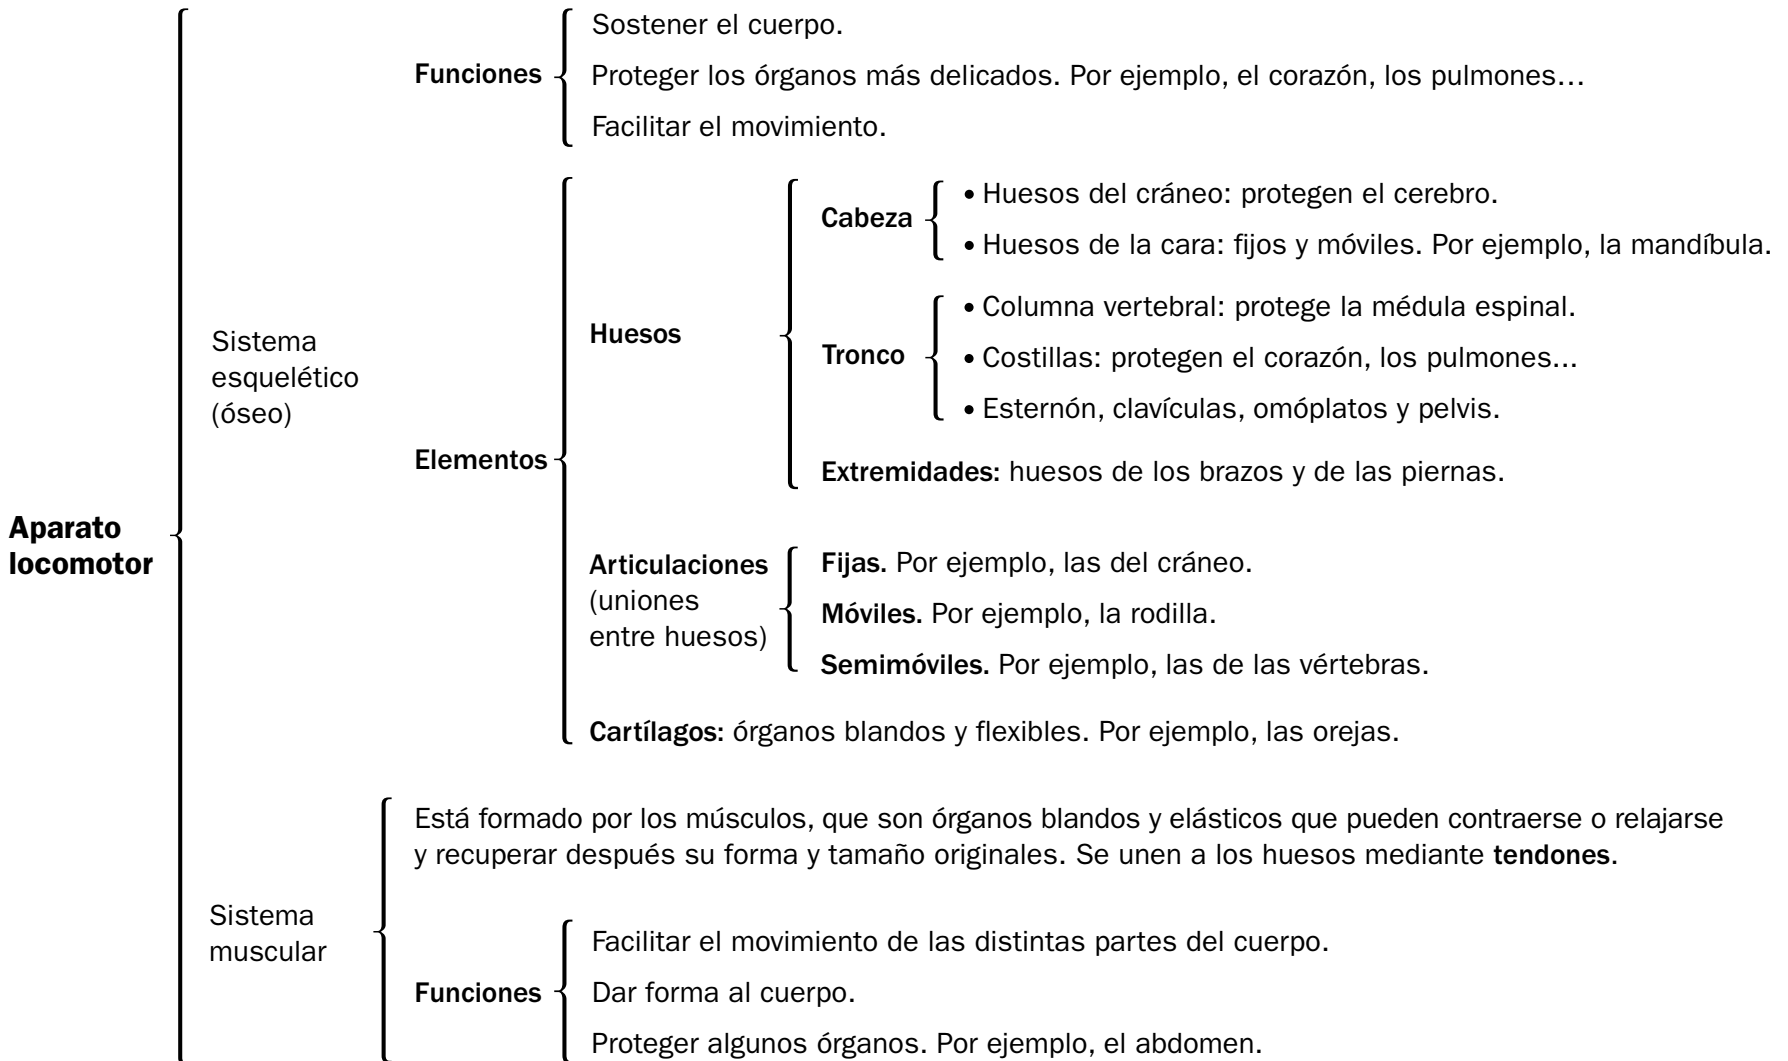 Aparato
locomotor
Sistema
esquelético
(óseo)
Funciones
Sostener el cuerpo.
Proteger los órganos más delicados. Por ejemplo, el corazón, los pulmones...
Facilitar el movimiento.
Elementos
Huesos
Cabeza
• Huesos del cráneo: protegen el cerebro.
• Huesos de la cara: fijos y móviles. Por ejemplo, la mandíbula.
Tronco
• Columna vertebral: protege la médula espinal.
• Costillas: protegen el corazón, los pulmones...
• Esternón, clavículas, omóplatos y pelvis.
Extremidades: huesos de los brazos y de las piernas.
Articulaciones
(uniones
entre huesos)
Fijas. Por ejemplo, las del cráneo.
Móviles. Por ejemplo, la rodilla.
Semimóviles. Por ejemplo, las de las vértebras.
Cartílagos: órganos blandos y flexibles. Por ejemplo, las orejas.
Sistema
muscular
Está formado por los músculos, que son órganos blandos y elásticos que pueden contraerse o relajarse
y recuperar después su forma y tamaño originales. Se unen a los huesos mediante tendones.
Funciones
Facilitar el movimiento de las distintas partes del cuerpo.
Dar forma al cuerpo.
Proteger algunos órganos. Por ejemplo, el abdomen.